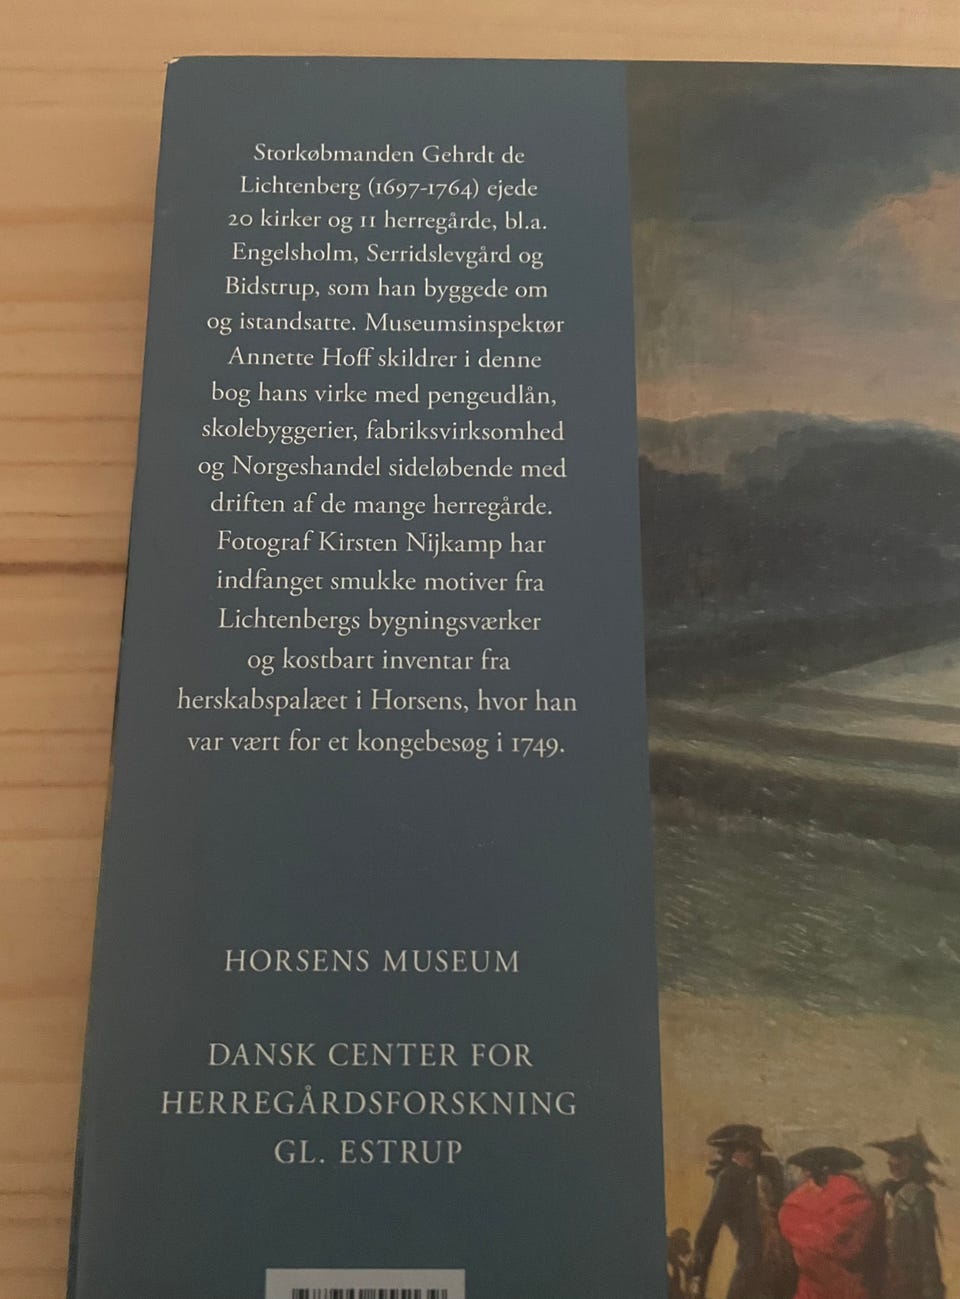 Storkøbmanden Gehrdt de
Lichtenberg (1697-1764) ejede
20 kirker og 11 herregårde, bl.a.
Engelsholm, Serridslevgård og
Bidstrup, som han byggede om
og istandsatte. Museumsinspektør
Annette Hoff skildrer i denne
bog hans virke med pengeudlån,
skolebyggerier, fabriksvirksomhed
og Norgeshandel sideløbende med
driften af de mange herregårde.
Fotograf Kirsten Nijkamp har
indfanget smukke motiver fra
Lichtenbergs bygningsværker
og kostbart inventar fra
herskabspalæet i Horsens, hvor han
var vært for et kongebesøg i 1749.
HORSENS MUSEUM
DANSK CENTER FOR
HERREGÅRDSFORSKNING
GL. ESTRUP